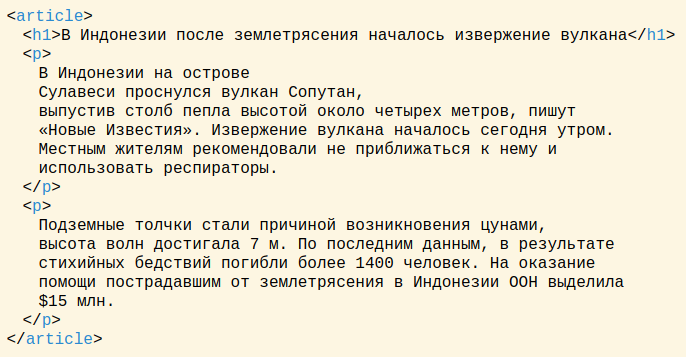 <article>
<h1>В Индонезии после землетрясения началось извержение вулкана</h1>
<p>
В Индонезии на острове
Сулавеси проснулся вулкан Сопутан,
выпустив столб пепла высотой около четырех метров, пишут
«Новые Известия». Извержение вулкана началось сегодня утром.
Местным жителям рекомендовали не приближаться к нему и
использовать респираторы.
</p>
<p>
Подземные толчки стали причиной возникновения цунами,
высота волн достигала 7 м. По последним данным, в результате
стихийных бедствий погибли более 1400 человек. На оказание
помощи пострадавшим от землетрясения в Индонезии ООН выделила
$15 млн.
</p>
</article>